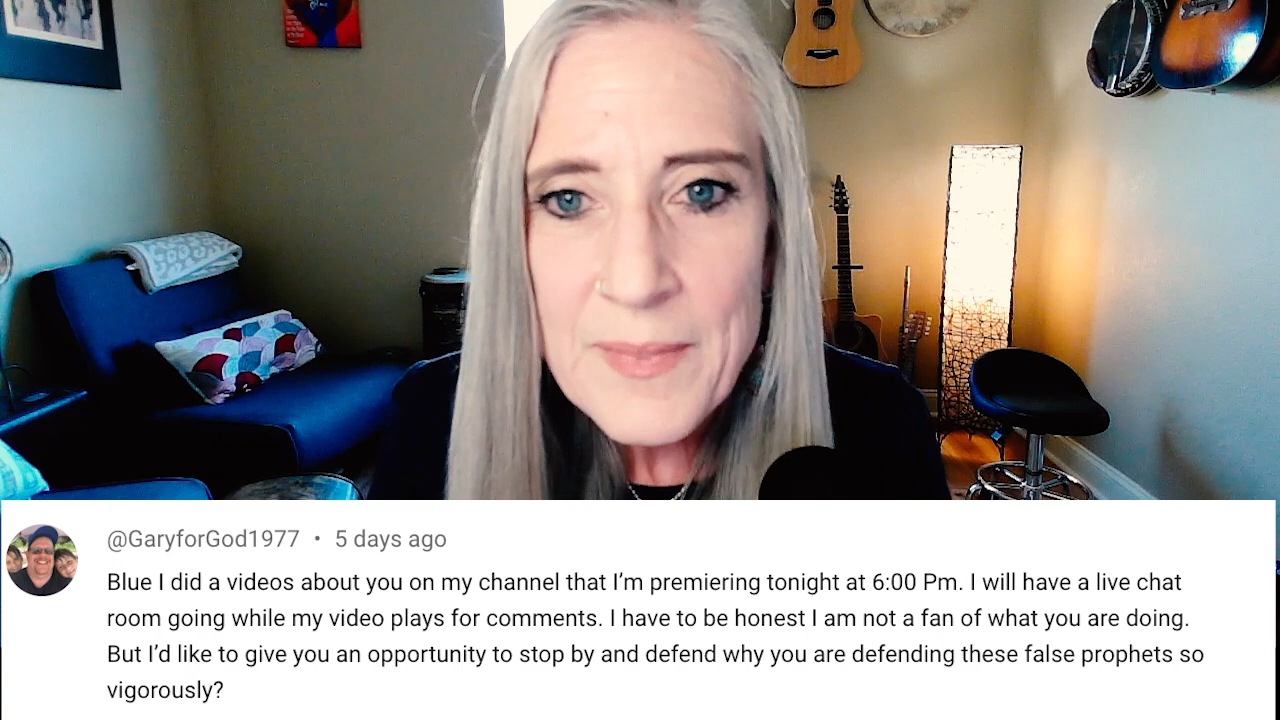 @GaryforGod1977 • 5 days ago
Blue I did a videos about you on my channel that I’m premiering tonight at 6:00 Pm. I will have a live chat
room going while my video plays for comments. I have to be honest I am not a fan of what you are doing.
But I’d like to give you an opportunity to stop by and defend why you are defending these false prophets so
vigorously?